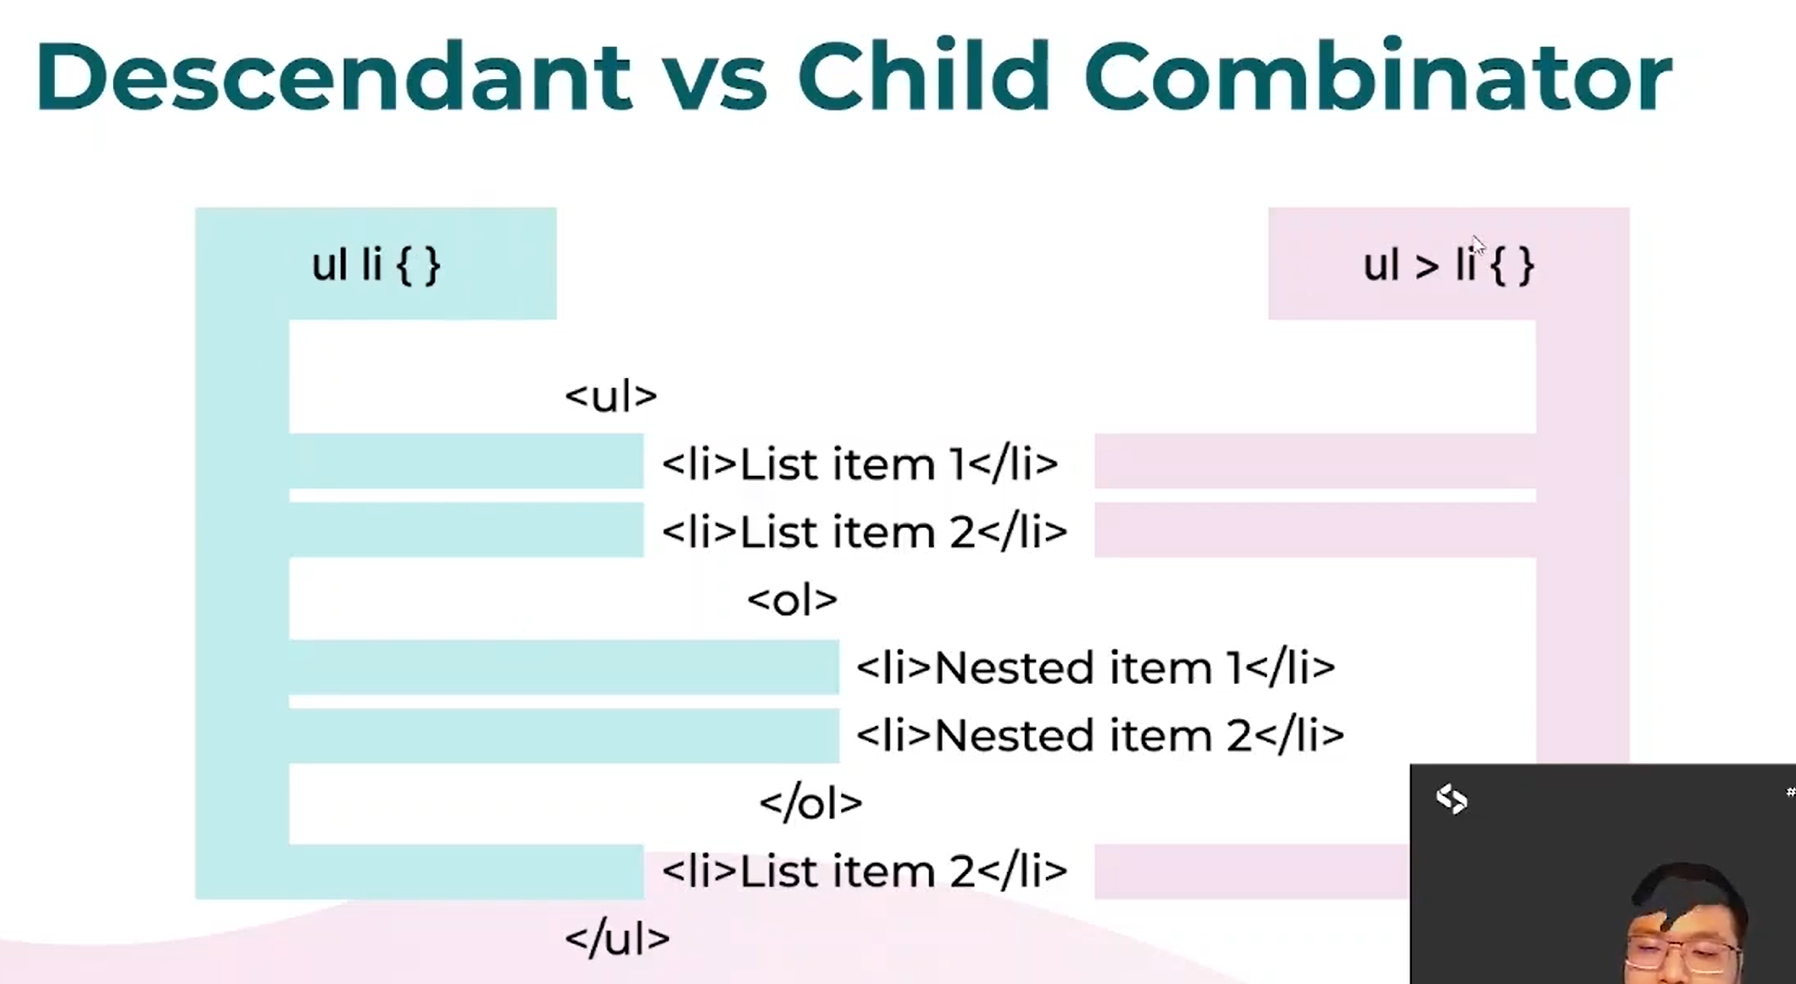 Descendant vs Child Combinator
ul li { }
ul > li { }
<ul>
<li>List item 1</li>
<li>List item 2</li>
<ol>
<li>Nested item 1</li>
<li>Nested item 2</li>
</ol>
<li>List item 2</li>
</ul>
#